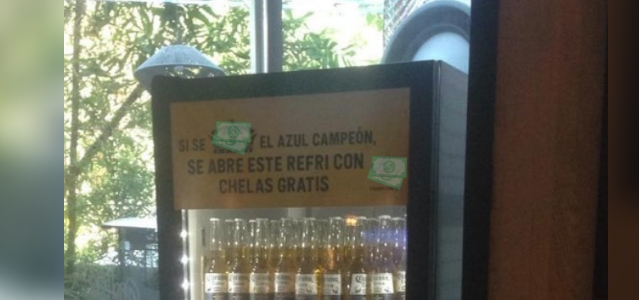 SI SE EL AZUL CAMPEÓN,
SE ABRE ESTE REFRI CON
CHELAS GRATIS